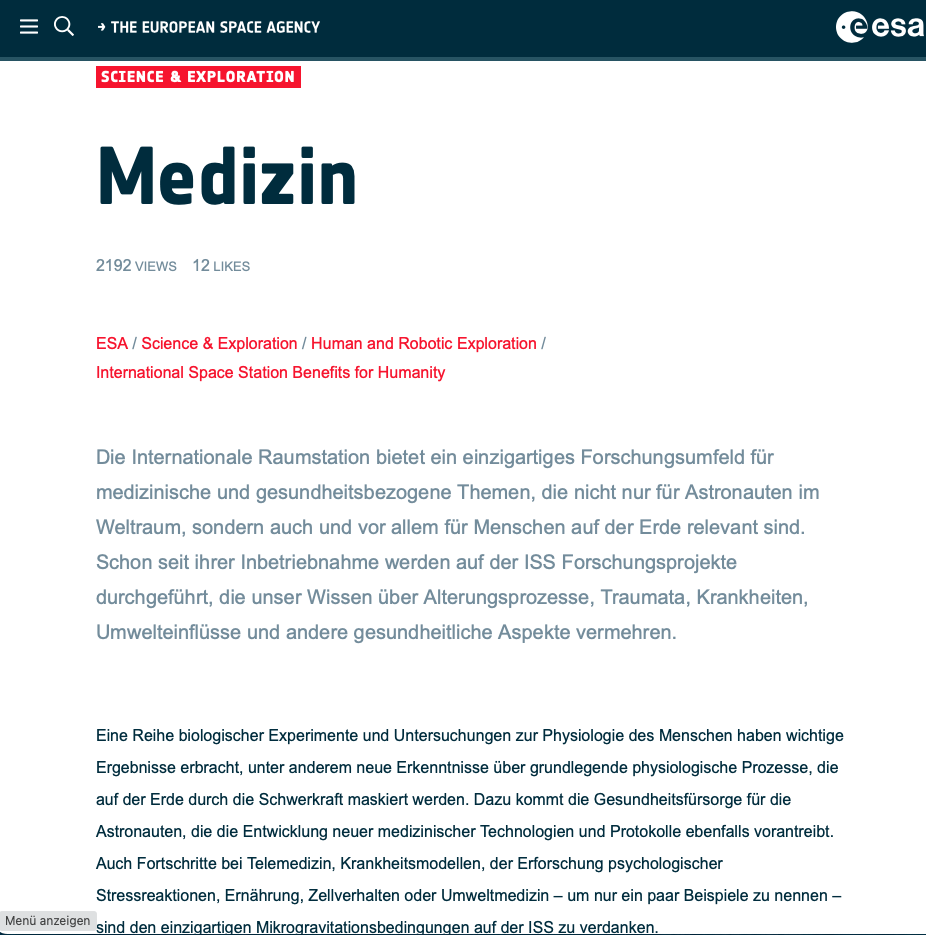 → THE EUROPEAN SPACE AGENCY
esa
SCIENCE & EXPLORATION
Medizin
2192 VIEWS 12 LIKES
ESA / Science & Exploration / Human and Robotic Exploration /
International Space Station Benefits for Humanity
Die Internationale Raumstation bietet ein einzigartiges Forschungsumfeld für
medizinische und gesundheitsbezogene Themen, die nicht nur für Astronauten im
Weltraum, sondern auch und vor allem für Menschen auf der Erde relevant sind.
Schon seit ihrer Inbetriebnahme werden auf der ISS Forschungsprojekte
durchgeführt, die unser Wissen über Alterungsprozesse, Traumata, Krankheiten,
Umwelteinflüsse und andere gesundheitliche Aspekte vermehren.
Eine Reihe biologischer Experimente und Untersuchungen zur Physiologie des Menschen haben wichtige
Ergebnisse erbracht, unter anderem neue Erkenntnisse über grundlegende physiologische Prozesse, die
auf der Erde durch die Schwerkraft maskiert werden. Dazu kommt die Gesundheitsfürsorge für die
Astronauten, die die Entwicklung neuer medizinischer Technologien und Protokolle ebenfalls vorantreibt.
Auch Fortschritte bei Telemedizin, Krankheitsmodellen, der Erforschung psychologischer
Stressreaktionen, Ernährung, Zellverhalten oder Umweltmedizin – um nur ein paar Beispiele zu nennen –
sind den einzigartigen Mikrogravitationsbedingungen auf der ISS zu verdanken.
Menü anzeigen